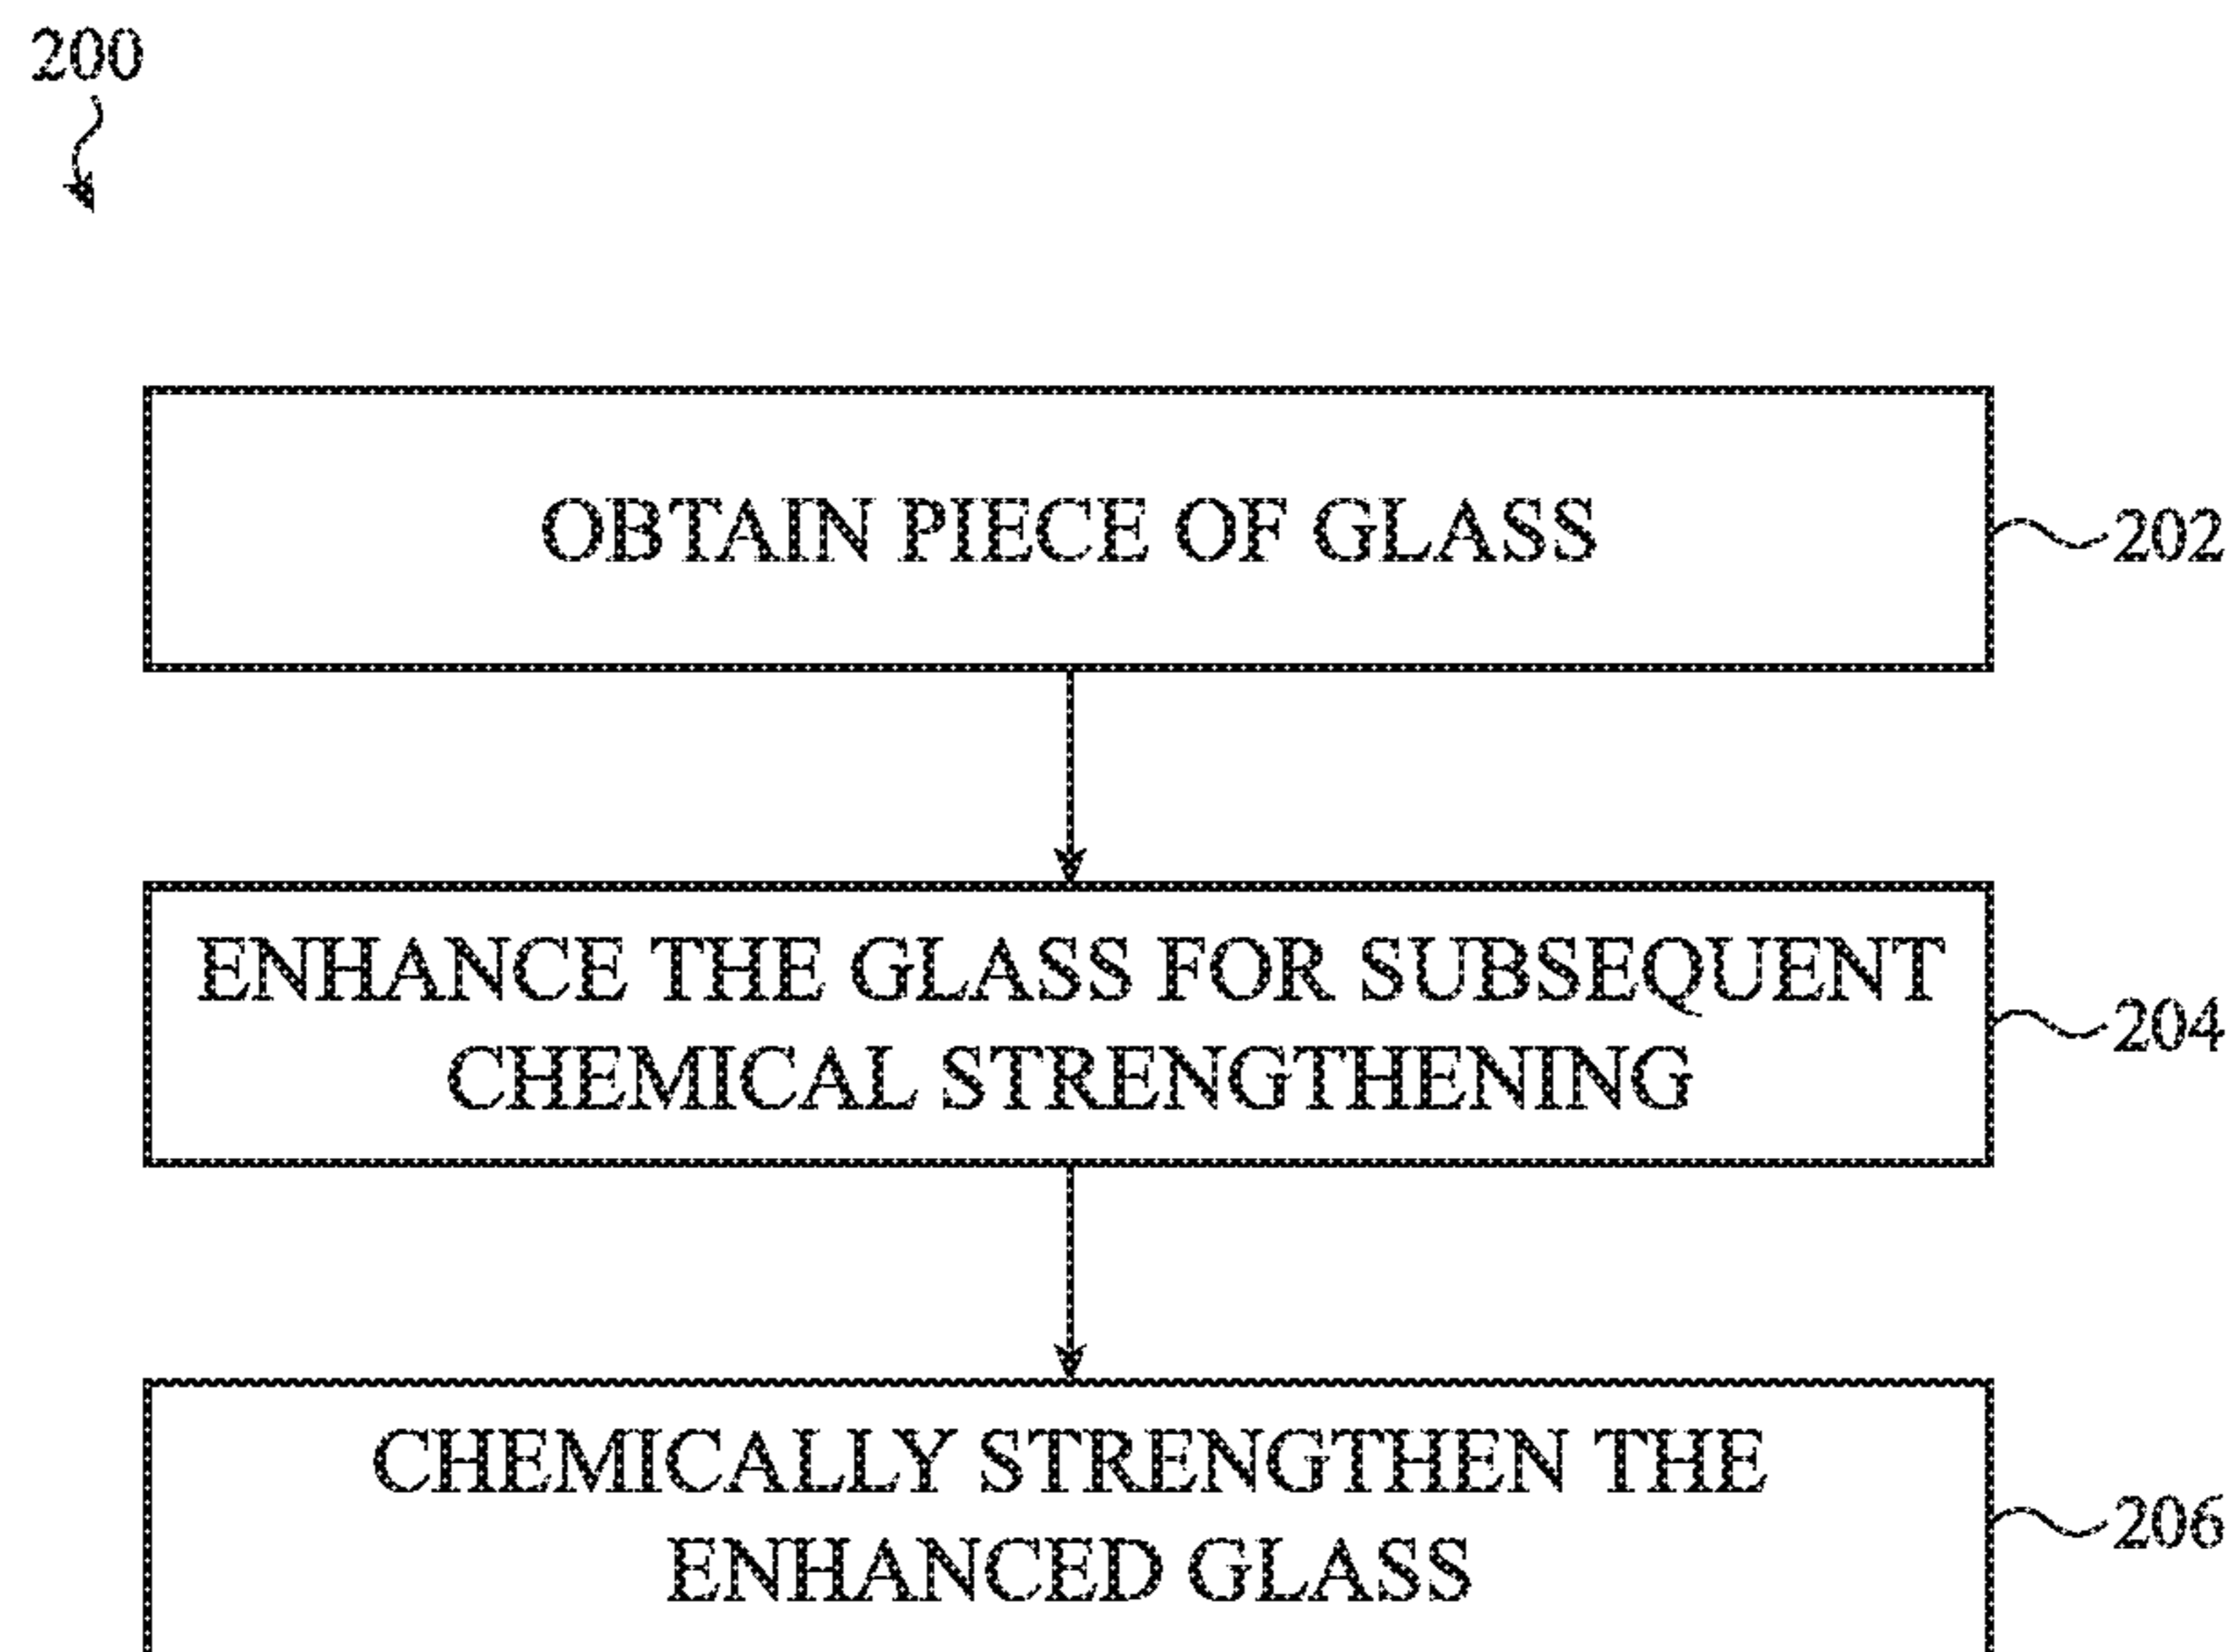 200
OBTAIN PIECE OF GLASS
202
ENHANCE THE GLASS FOR SUBSEQUENT
CHEMICAL STRENGTHENING
204
CHEMICALLY STRENGTHEN THE
ENHANCED GLASS
206